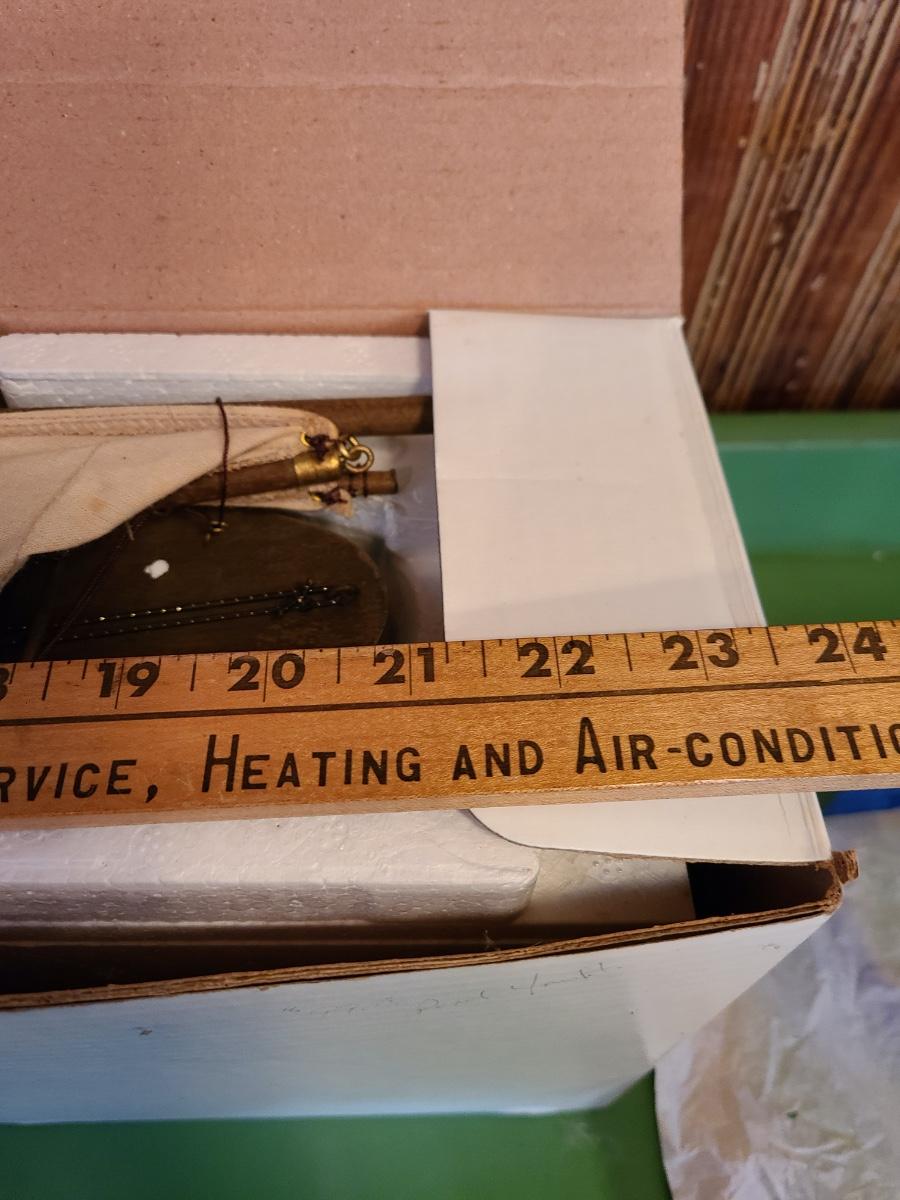 19 20 21 22 23 24
RVICE, HEATING AND AIR-CONDITIO